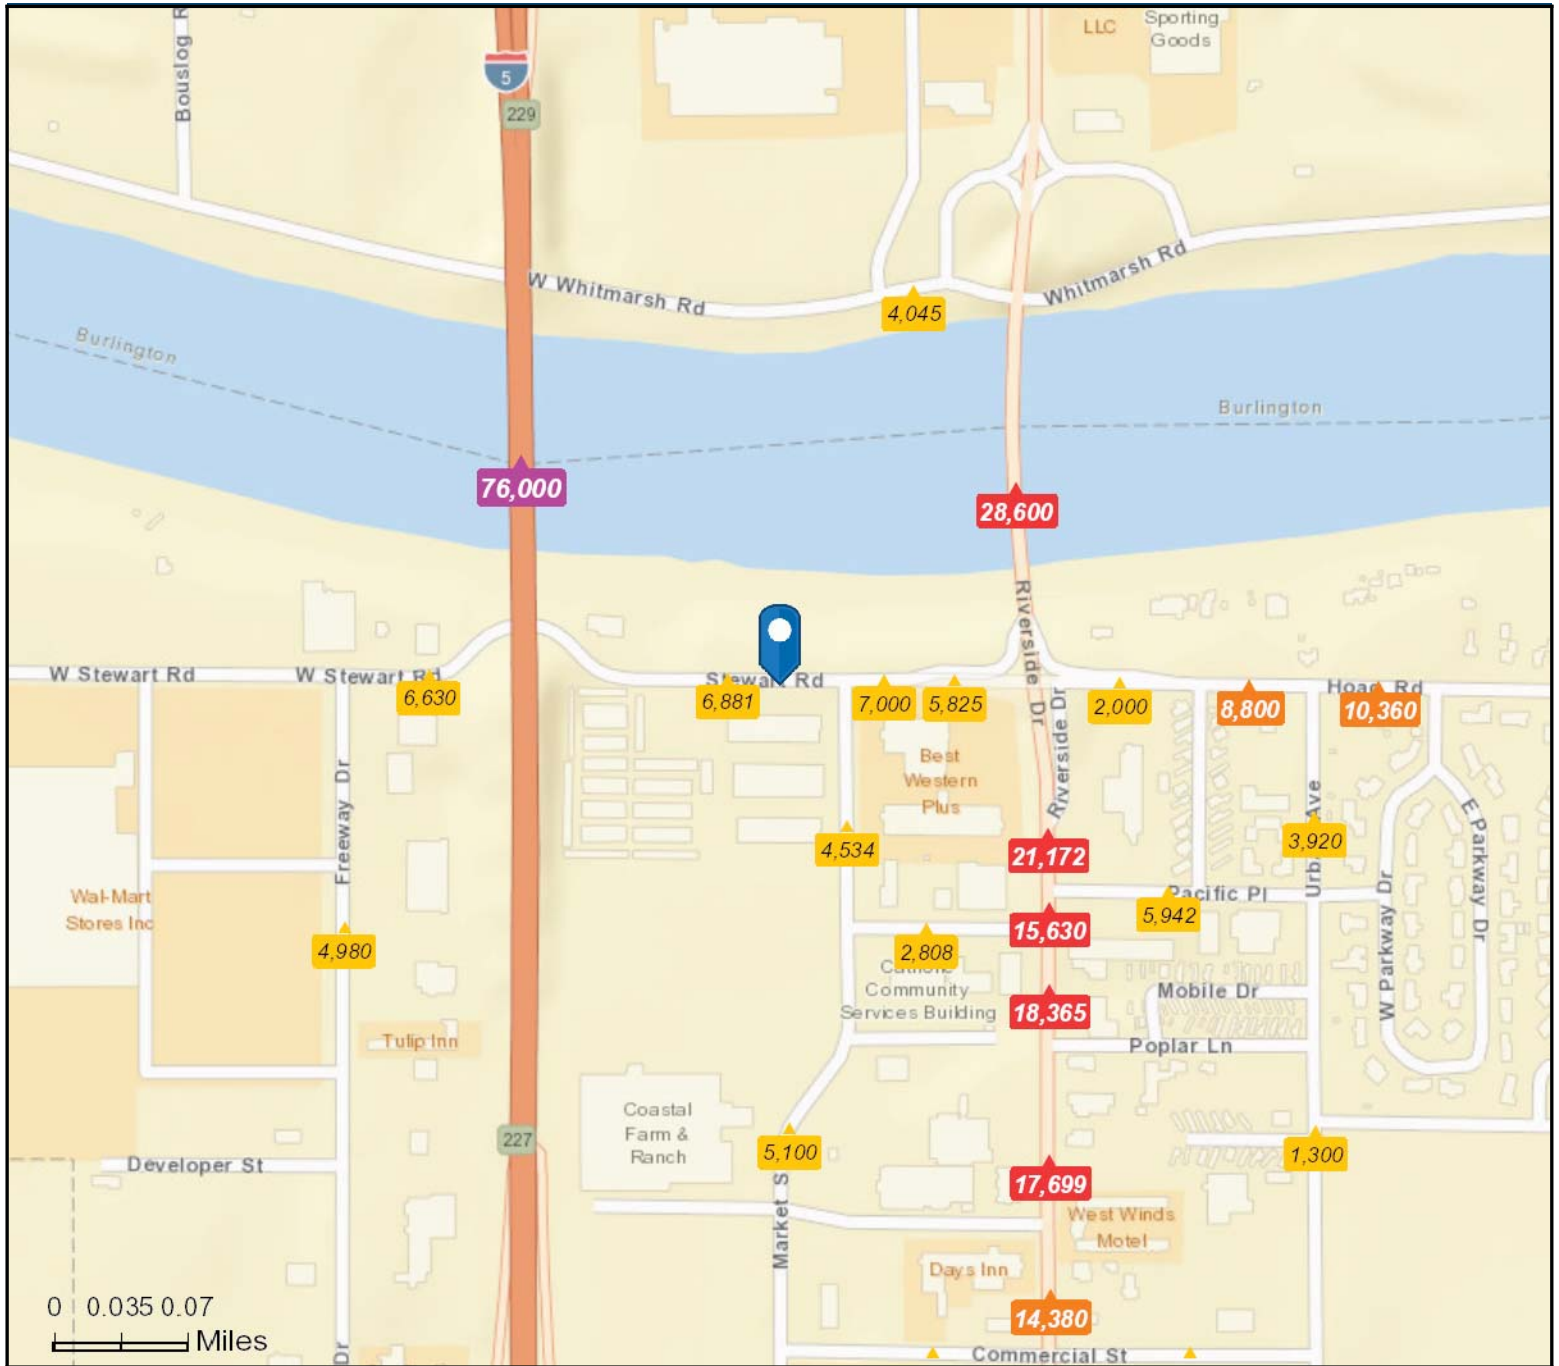 LLC
Sporting
Goods
Bouslog R
5
229
W Whitmarsh Rd
Whitmarsh Rd
4,045
Burlington
Burlington
76,000
28,600
Riverside Dr
W Stewart Rd
W Stewart Rd
6,630
Stewart Rd
6,881
7,000
5,825
2,000
8,800
Hoag Rd
10,360
Riverside Dr
Best
Western
Plus
Freeway Dr
4,534
21,172
3,920
Urb Ave
E Parkway Dr
W Parkway Dr
Wal-Mart
Stores Inc
4,980
Pacific Pl
5,942
15,630
2,808
Catholic
Community
Services Building
18,365
Mobile Dr
Poplar Ln
Tulip Inn
Coastal
Farm &
Ranch
227
5,100
1,300
Developer St
Market S
17,699
West Winds
Motel
Days Inn
14,380
0 0.035 0.07
Miles
Dr
Commercial St